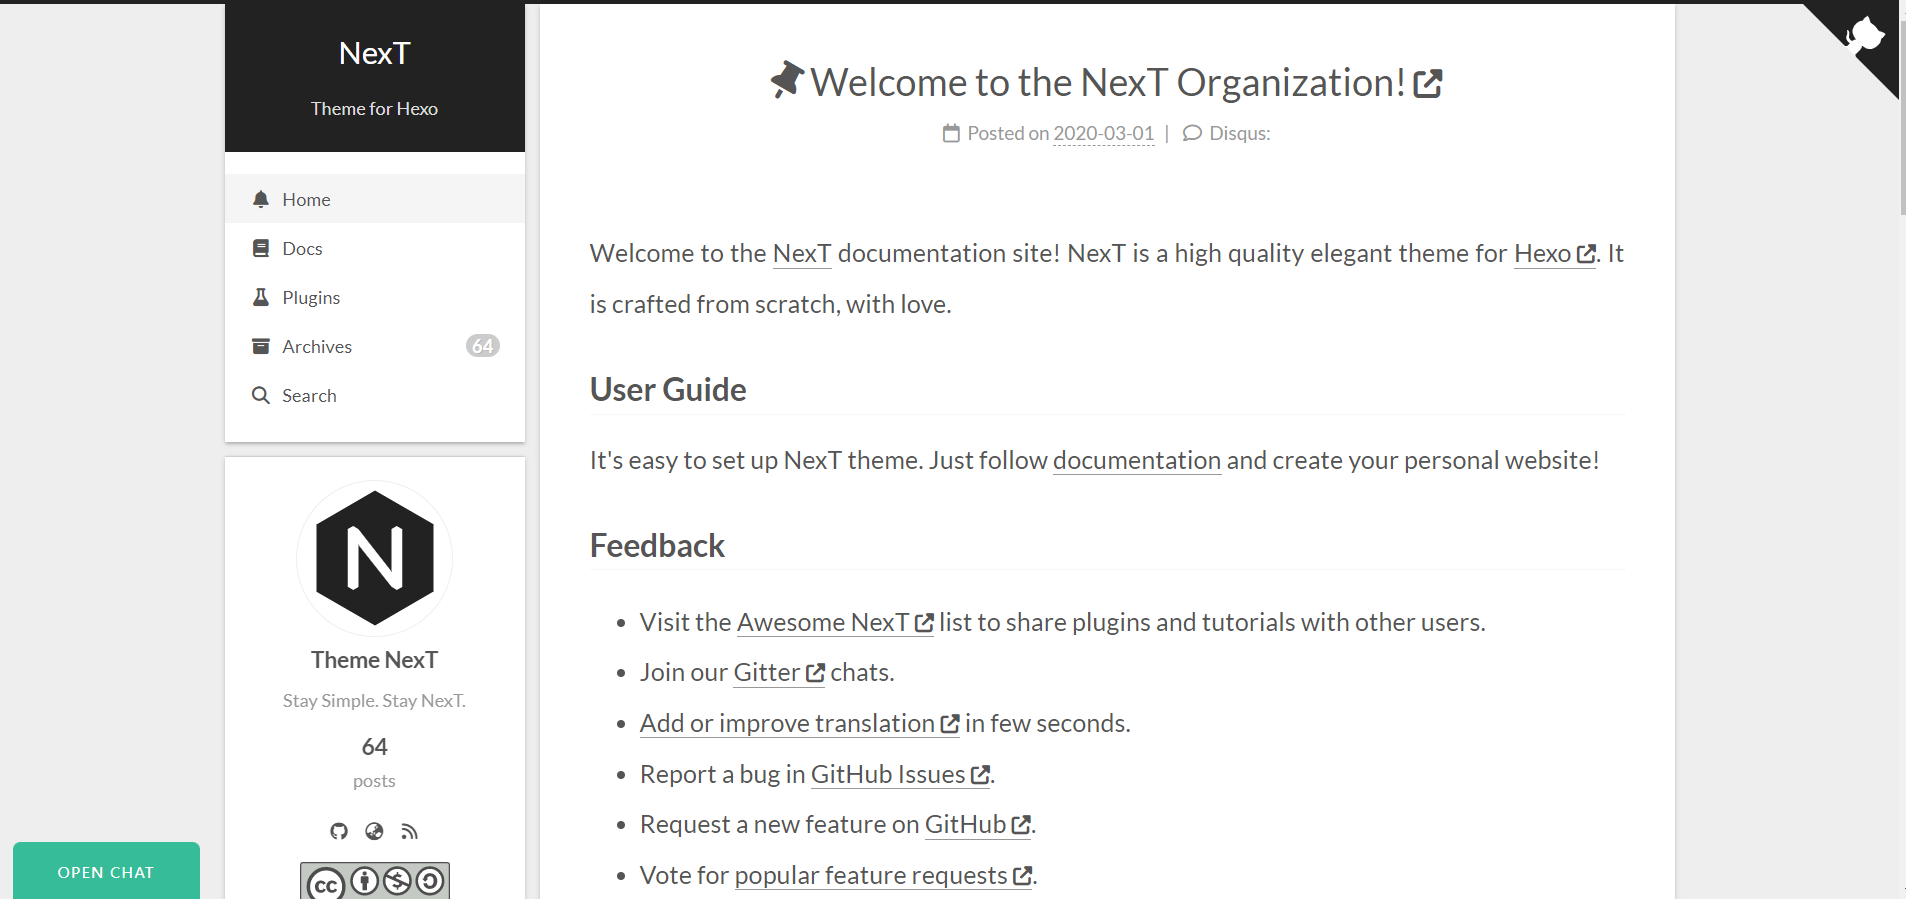 NexT
Theme for Hexo
Home
Docs
Plugins
Archives 64
Search
Theme NexT
Stay Simple. Stay NexT.
64
posts
cc
OPEN CHAT
Welcome to the NexT Organization!
Posted on 2020-03-01 | Disqus:
Welcome to the NexT documentation site! NexT is a high quality elegant theme for Hexo. It
is crafted from scratch, with love.
User Guide
It's easy to set up NexT theme. Just follow documentation and create your personal website!
Feedback
• Visit the Awesome NexT list to share plugins and tutorials with other users.
• Join our Gitter chats.
• Add or improve translation in few seconds.
• Report a bug in GitHub Issues.
• Request a new feature on GitHub.
• Vote for popular feature requests.